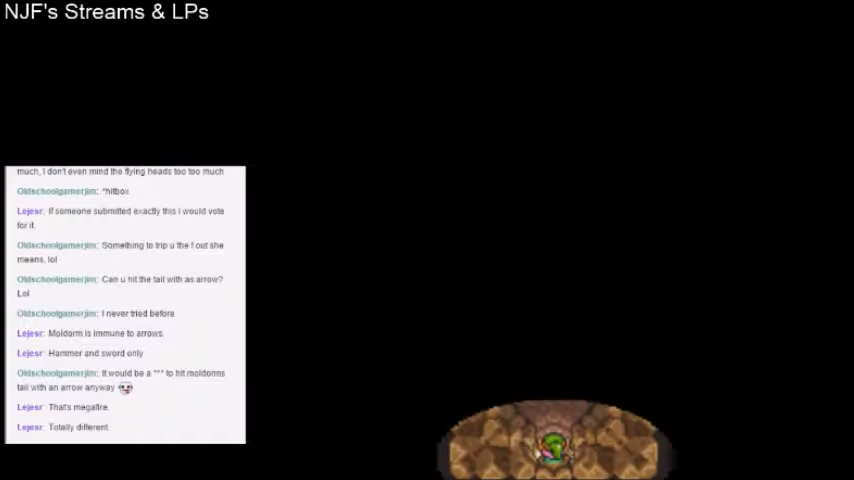 NJF's Streams & LPs
much, I don't even mind the flying heads too too much
Oldschoolgamerjim: *hitbox
Lejesr: If someone submitted exactly this I would vote
for it.
Oldschoolgamerjim: Something to trip u the f out she
means, lol
Oldschoolgamerjim: Can u hit the tail with as arrow?
Lol
Oldschoolgamerjim: I never tried before
Lejesr: Moldorm is immune to arrows.
Lejesr: Hammer and sword only
Oldschoolgamerjim: It would be a *** to hit moldorms
tail with an arrow anyway
Lejesr: That's megafire.
Lejesr: Totally different.